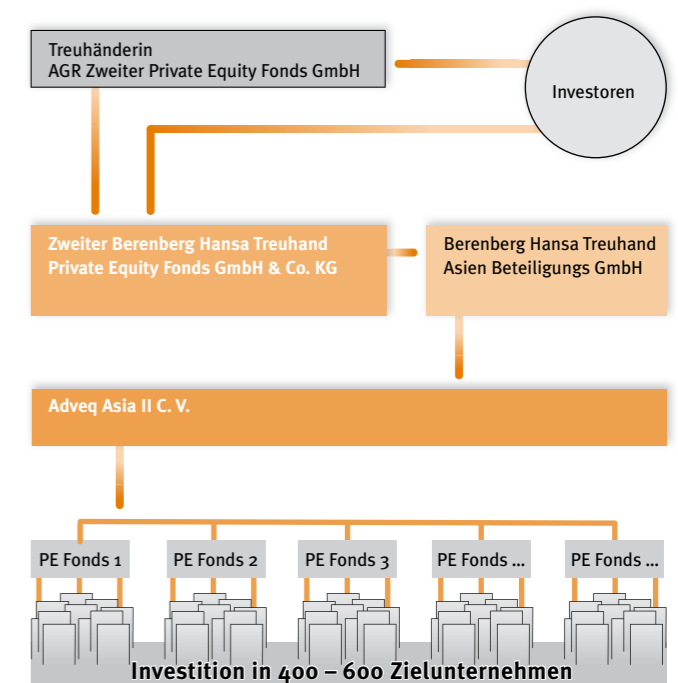 Treuhänderin
AGR Zweiter Private Equity Fonds GmbH
Investoren
Zweiter Berenberg Hansa Treuhand
Private Equity Fonds GmbH & Co. KG
Berenberg Hansa Treuhand
Asien Beteiligungs GmbH
Adveq Asia II C. V.
PE Fonds 1
PE Fonds 2
PE Fonds 3
PE Fonds ...
PE Fonds ...
Investition in 400 – 600 Zielunternehmen